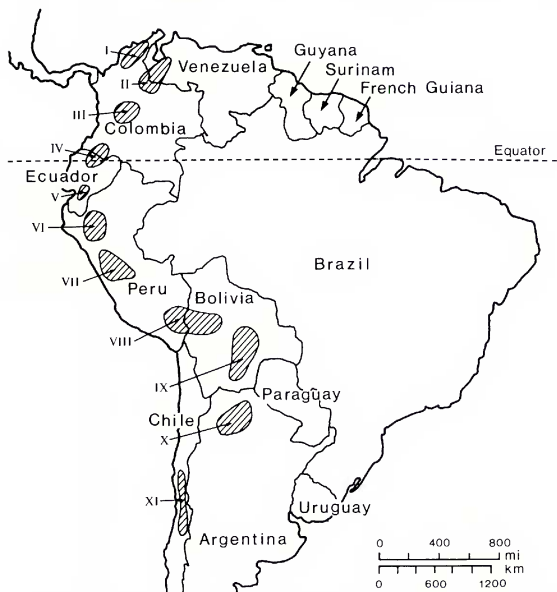 I
II
III
IV
V
VI
VII
VIII
IX
X
XI
Venezuela
Guyana
Surinam
French Guiana
Colombia
Equator
Ecuador
Brazil
Peru
Bolivia
Paraguay
Chile
Uruguay
Argentina
0 400 800
mi
km
0 600 1200